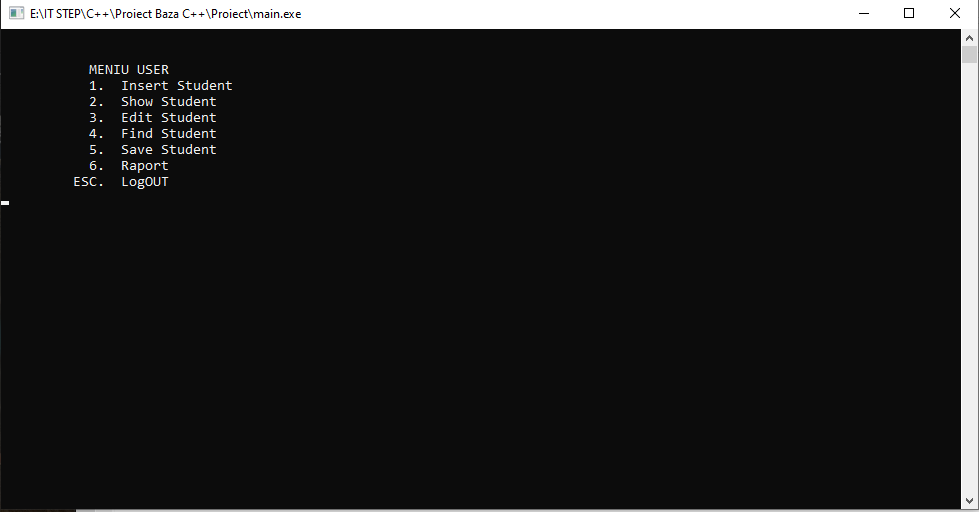 E:\IT STEP\C++\Proiect Baza C++\Proiect\main.exe
MENIU USER
1. Insert Student
2. Show Student
3. Edit Student
4. Find Student
5. Save Student
6. Raport
ESC. LogOUT